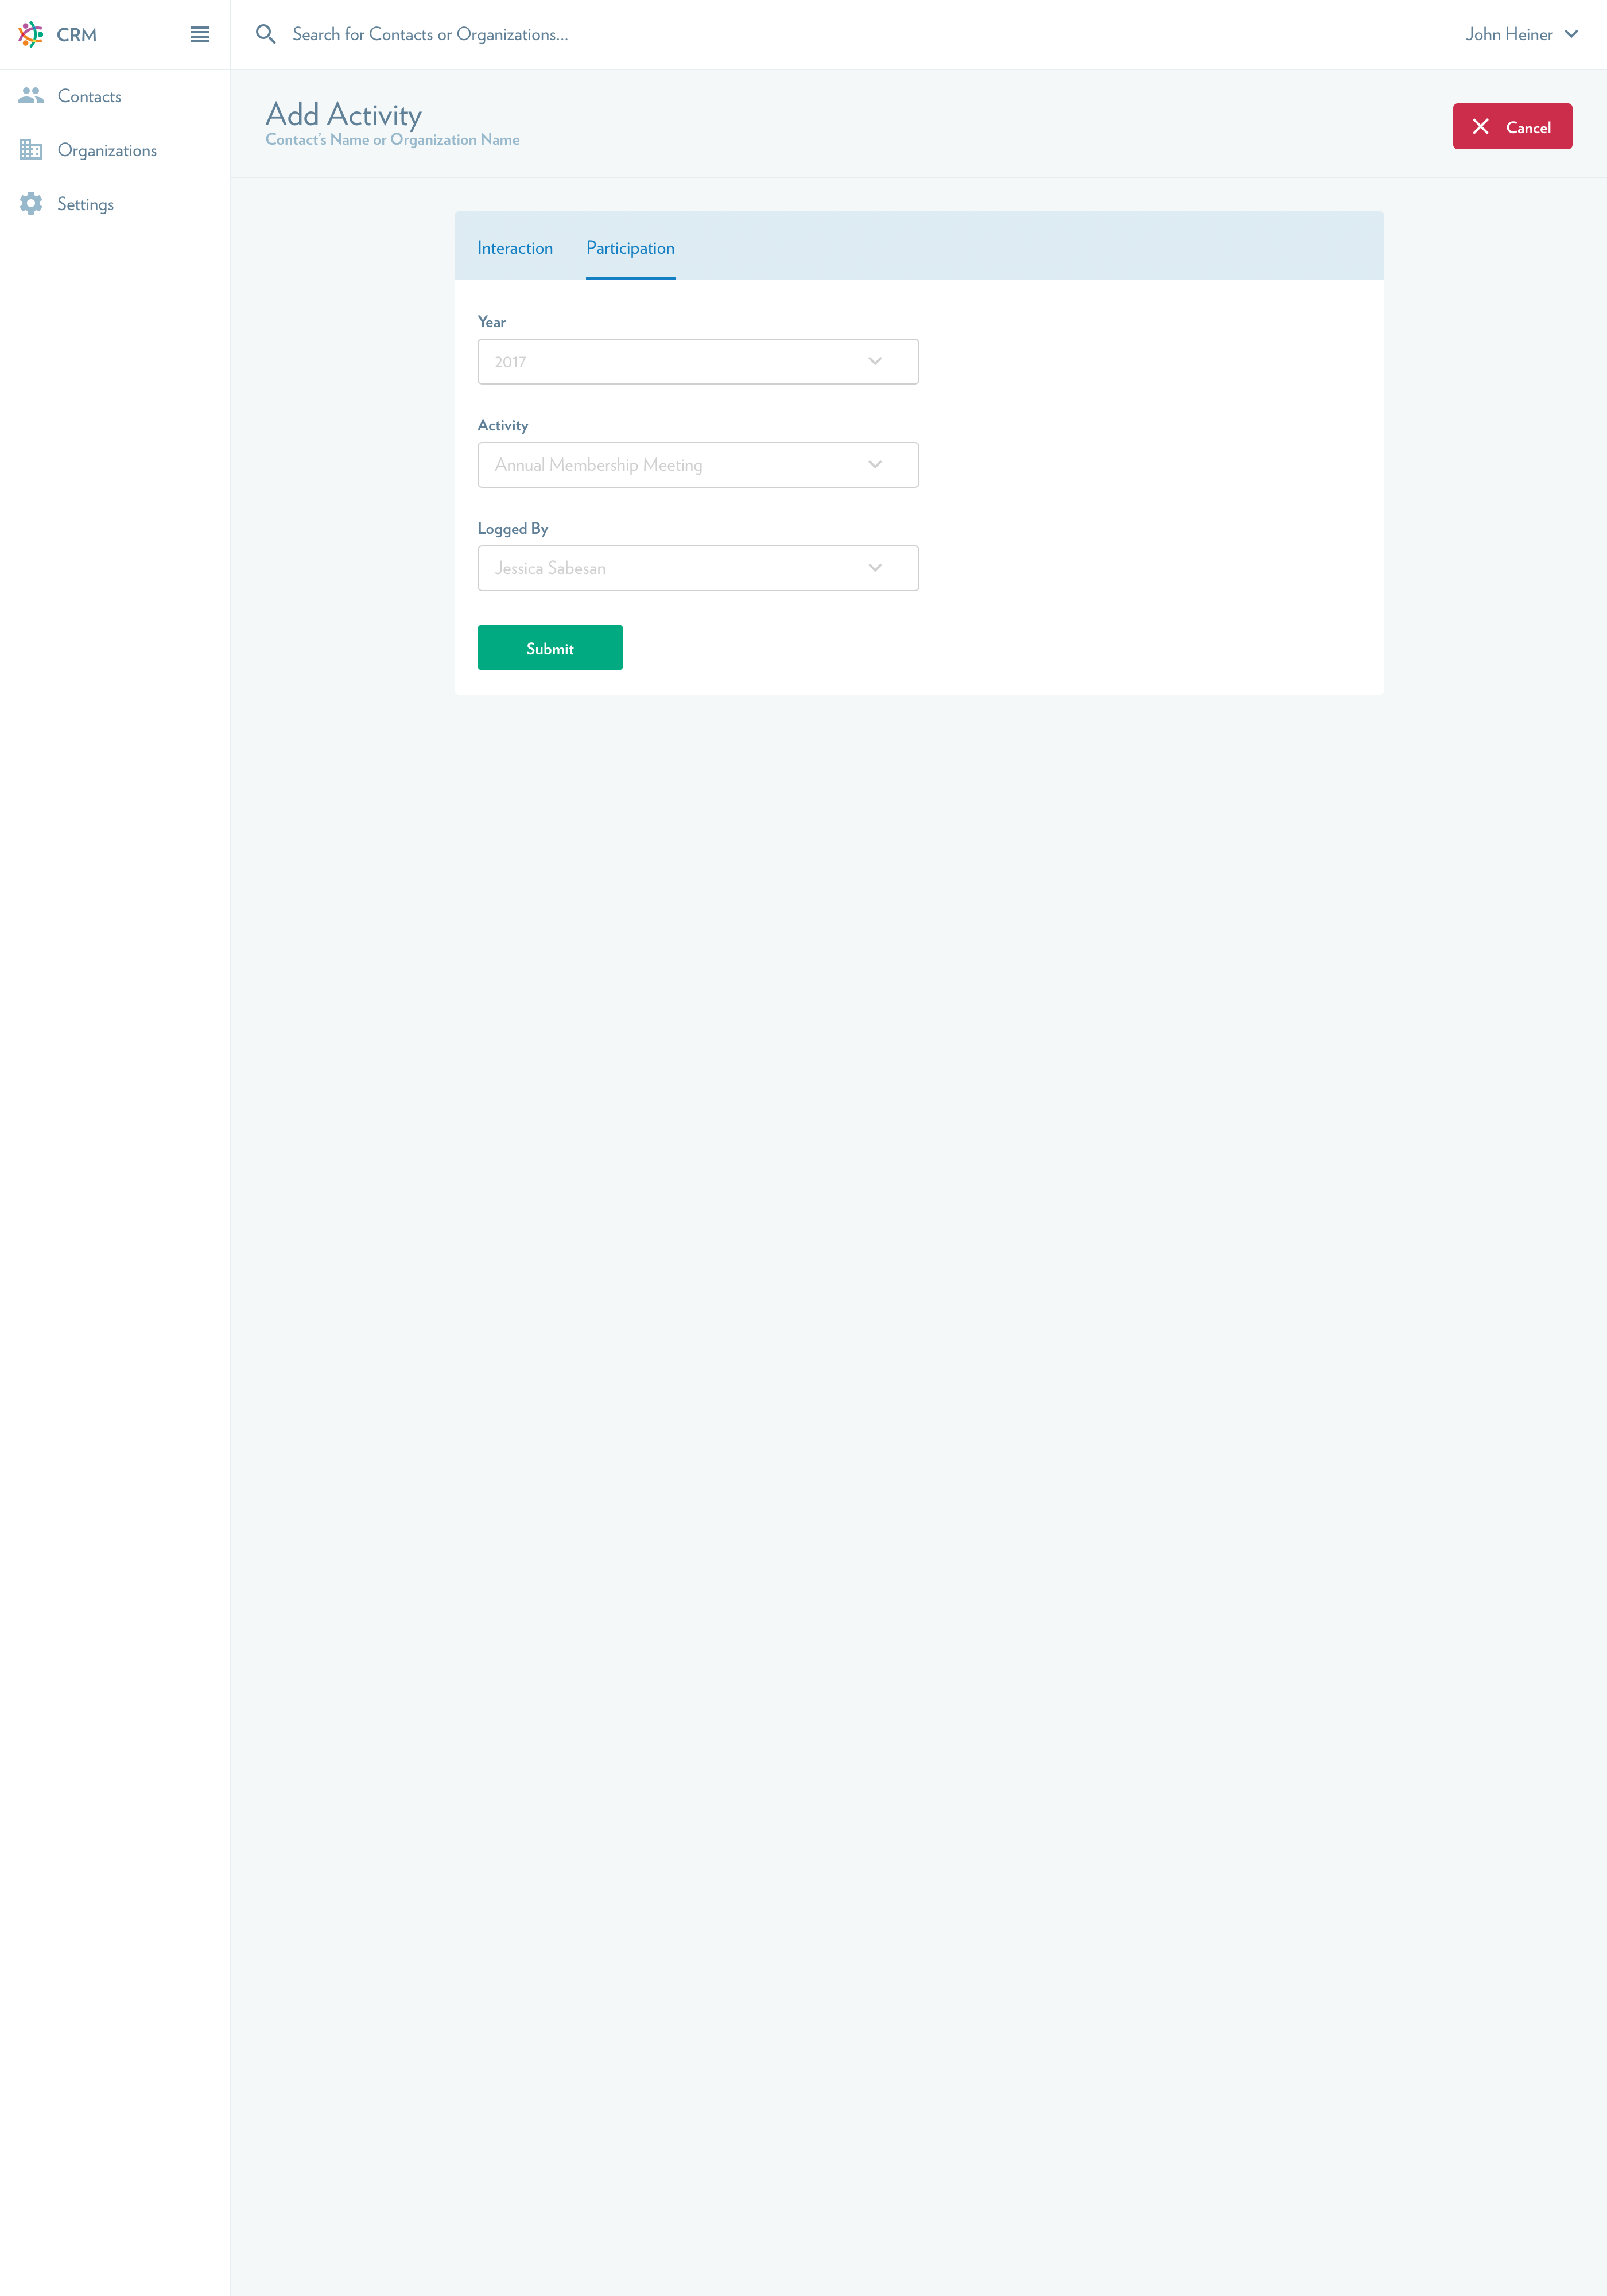 CRM
Search for Contacts or Organizations...
John Heiner
Contacts
Organizations
Settings
Add Activity
Contact's Name or Organization Name
Cancel
Interaction
Participation
Year
2017
Activity
Annual Membership Meeting
Logged By
Jessica Sabesan
Submit